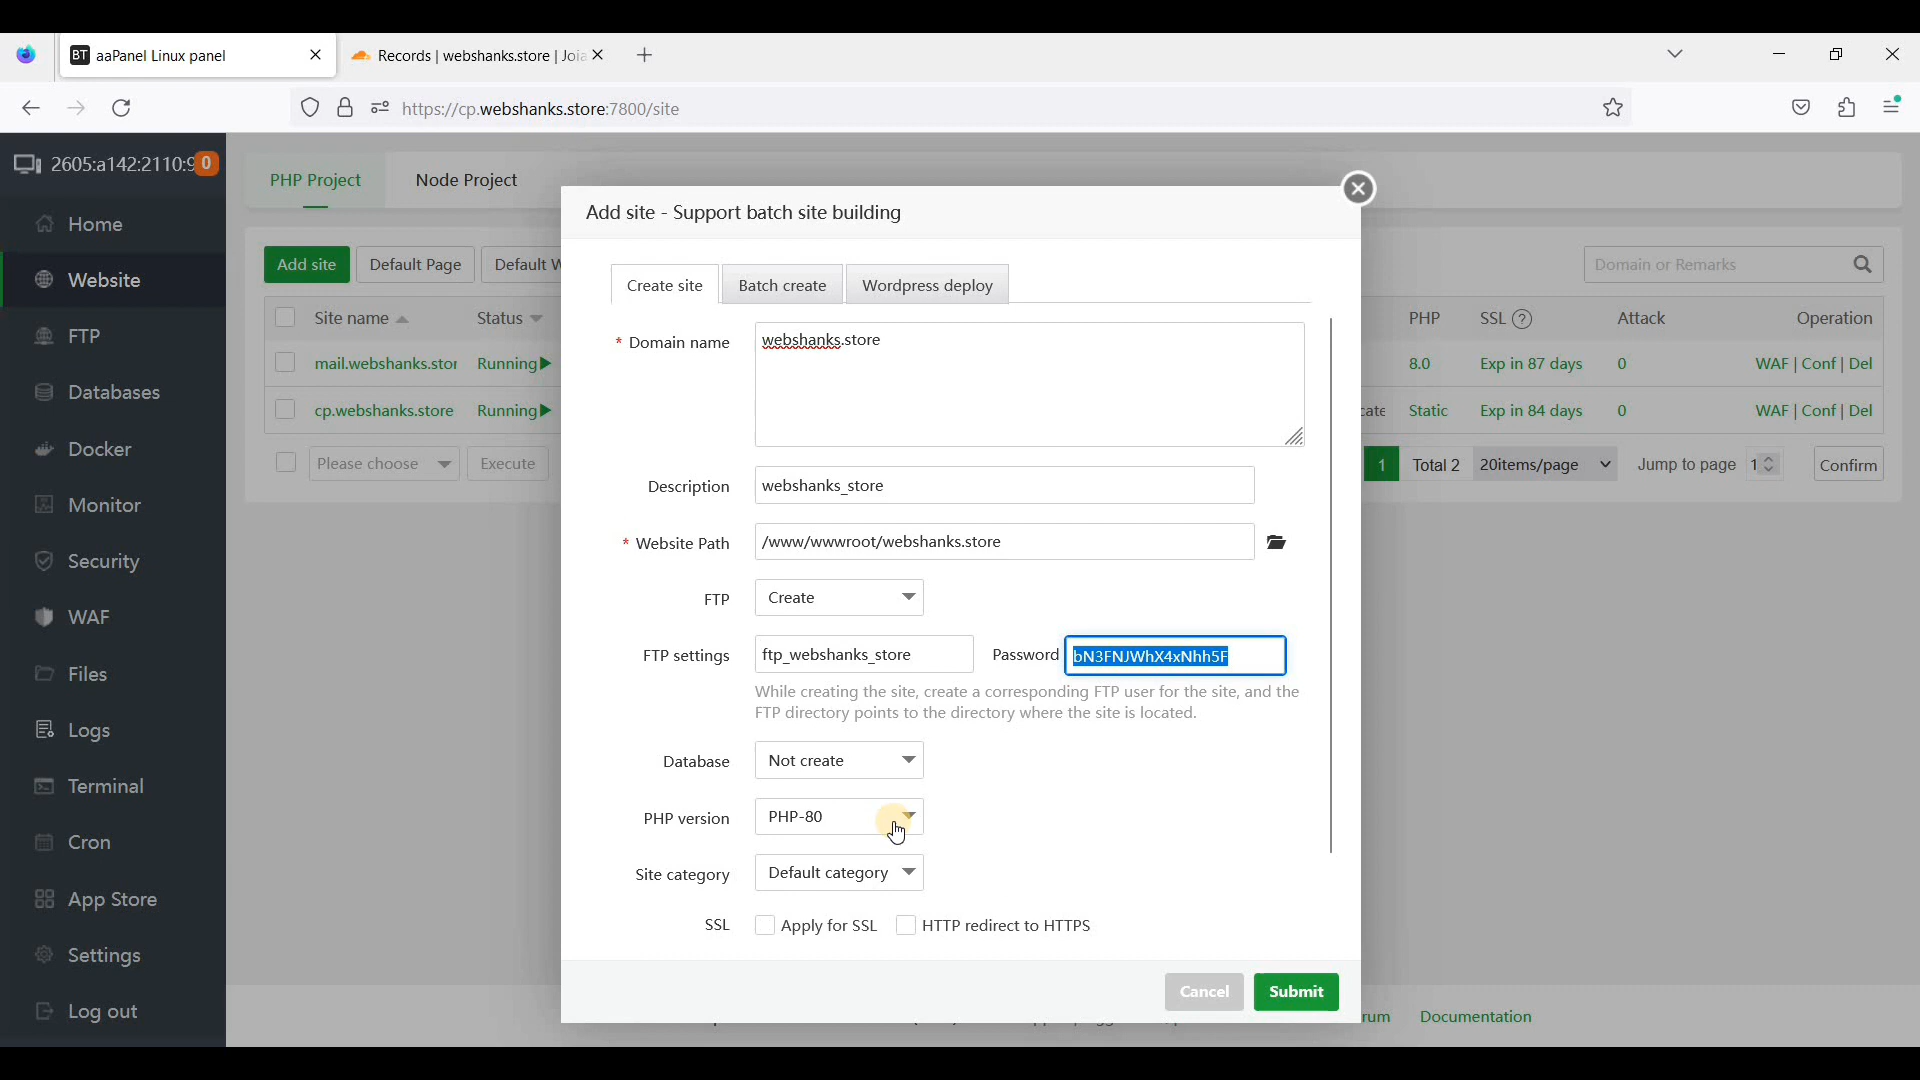 BT aaPanel Linux panel
Records | webshanks.store | Joia
https://cp.webshanks.store:7800/site
2605:a142:2110:9 0
Home
Website
FTP
Databases
Docker
Monitor
Security
WAF
Files
Logs
Terminal
Cron
App Store
Settings
Log out
PHP Project Node Project
Add site Default Page Default W
Domain or Remarks
Site name Status PHP SSL ? Attack Operation
mail.webshanks.stor Running 8.0 Exp in 87 days 0 WAF | Conf | Del
cp.webshanks.store Running cate Static Exp in 84 days 0 WAF | Conf | Del
Please choose Execute 1 Total 2 20items/page Jump to page 1 Confirm
Add site - Support batch site building
Create site Batch create Wordpress deploy
* Domain name webshanks.store
Description webshanks_store
* Website Path /www/wwwroot/webshanks.store
FTP Create
FTP settings ftp_webshanks_store Password bN3FNJWhX4xNhh5F
While creating the site, create a corresponding FTP user for the site, and the
FTP directory points to the directory where the site is located.
Database Not create
PHP version PHP-80
Site category Default category
SSL Apply for SSL HTTP redirect to HTTPS
Cancel Submit
rum Documentation